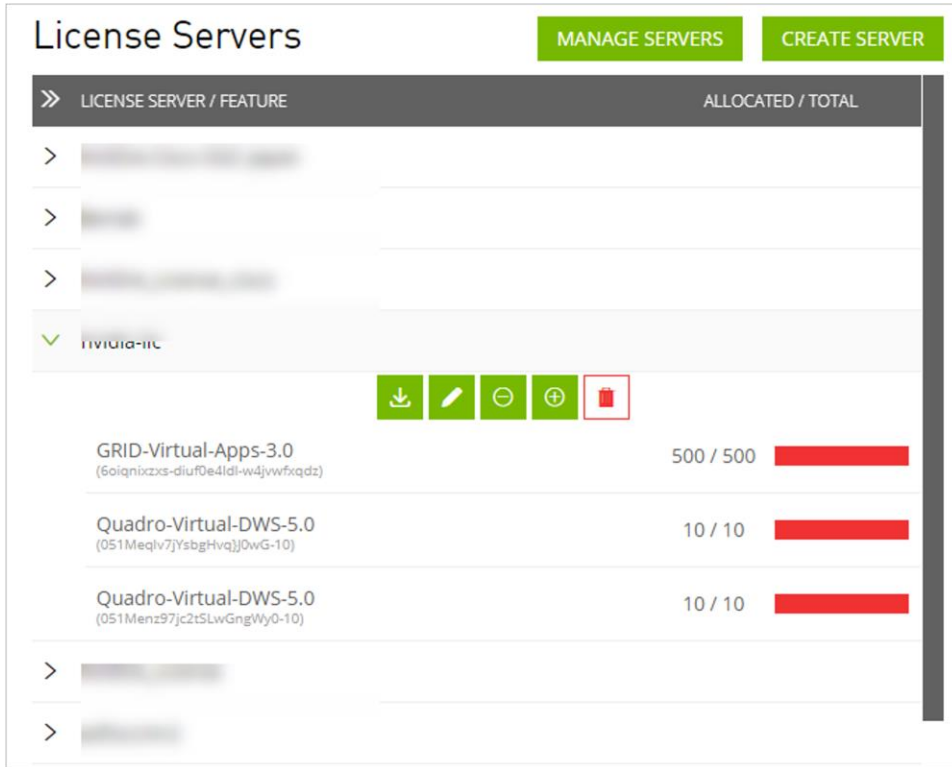 License Servers
MANAGE SERVERS
CREATE SERVER
LICENSE SERVER / FEATURE
ALLOCATED / TOTAL
nvidia-lic
GRID-Virtual-Apps-3.0
500 / 500
(6oiqnixzxs-diuf0e4ldl-w4jvwfxqdz)
Quadro-Virtual-DWS-5.0
10 / 10
(051Meqlv7jYsbgHvq}J0wG-10)
Quadro-Virtual-DWS-5.0
10 / 10
(051Menz97jc2tSLwGngWy0-10)